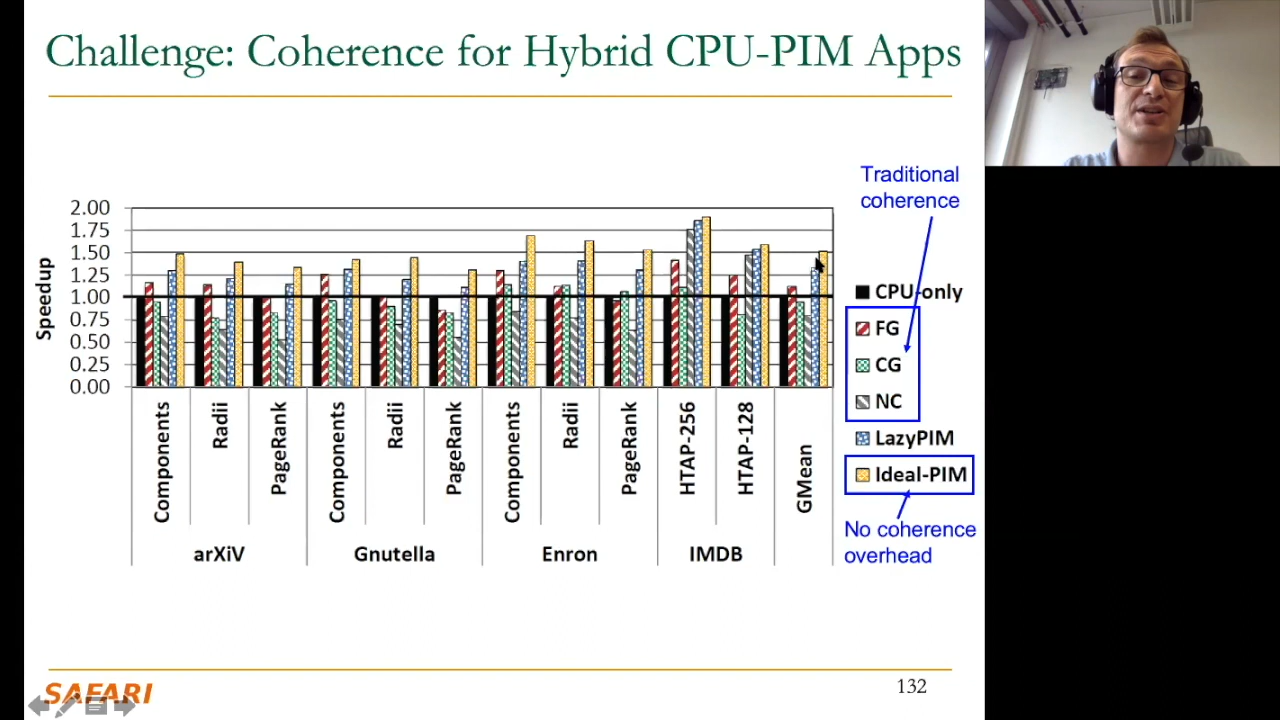 Challenge: Coherence for Hybrid CPU-PIM Apps
Traditional
coherence
Speedup
2.00
1.75
1.50
1.25
1.00
0.75
0.50
0.25
0.00
CPU-only
FG
CG
NC
LazyPIM
Ideal-PIM
No coherence
overhead
Components
Radii
PageRank
Components
Radii
PageRank
Components
Radii
PageRank
HTAP-256
HTAP-128
GMean
arXiV
Gnutella
Enron
IMDB
SAFARI
132